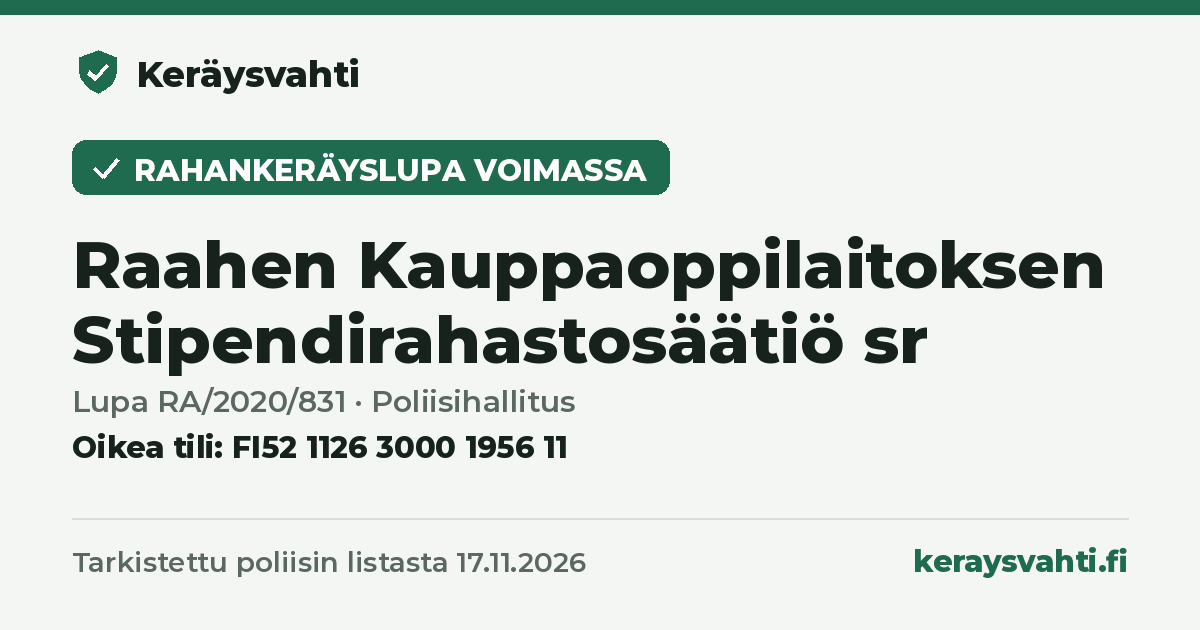 Keräysvahti
RAHANKERÄYSLUPA VOIMASSA
Raahen Kauppaoppilaitoksen
Stipendirahastosäätiö sr
Lupa RA/2020/831 · Poliisihallitus
Oikea tili: FI52 1126 3000 1956 11
Tarkistettu poliisin listasta 17.11.2026
keraysvahti.fi